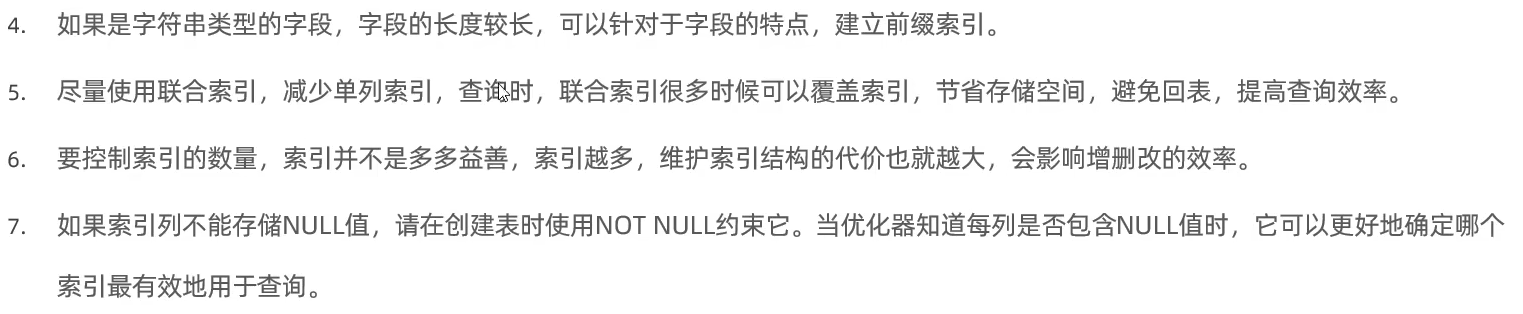 4. 如果是字符串类型的字段，字段的长度较长，可以针对于字段的特点，建立前缀索引。
5. 尽量使用联合索引，减少单列索引，查询时，联合索引很多时候可以覆盖索引，节省存储空间，避免回表，提高查询效率。
6. 要控制索引的数量，索引并不是多多益善，索引越多，维护索引结构的代价也就越大，会影响增删改的效率。
7. 如果索引列不能存储NULL值，请在创建表时使用NOT NULL约束它。当优化器知道每列是否包含NULL值时，它可以更好地确定哪个
索引最有效地用于查询。